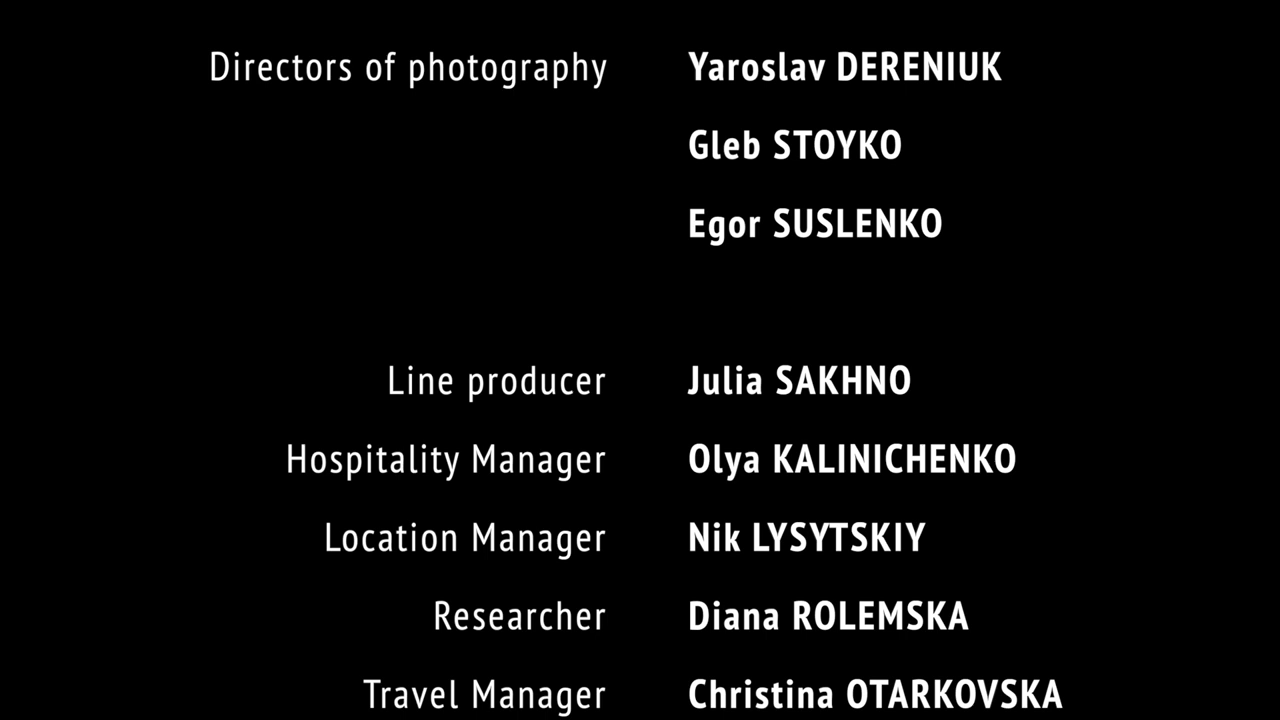 Directors of photography Yaroslav DERENIUK
Gleb STOYKO
Egor SUSLENKO
Line producer Julia SAKHNO
Hospitality Manager Olya KALINICHENKO
Location Manager Nik LYSYTSKIY
Researcher Diana ROLEMSKA
Travel Manager Christina OTARKOVSKA